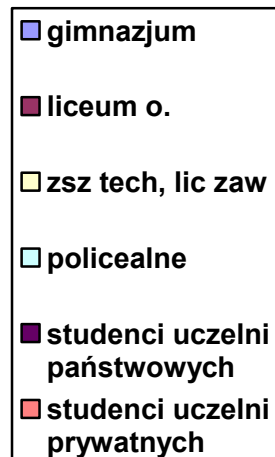 gimnazjum
liceum o.
zsz tech, lic zaw
policealne
studenci uczelni
państwowych
studenci uczelni
prywatnych